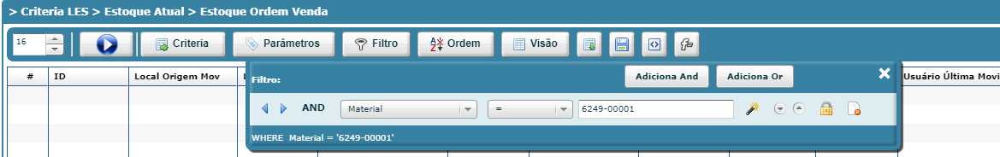 > Criteria LES > Estoque Atual > Estoque Ordem Venda
16 Criteria Parâmetros Filtro Ordem Visão
# ID Local Origem Mov Usuário Última Movi
Filtro: Adiciona And Adiciona Or
AND Material = 6249-00001
WHERE Material = '6249-00001'